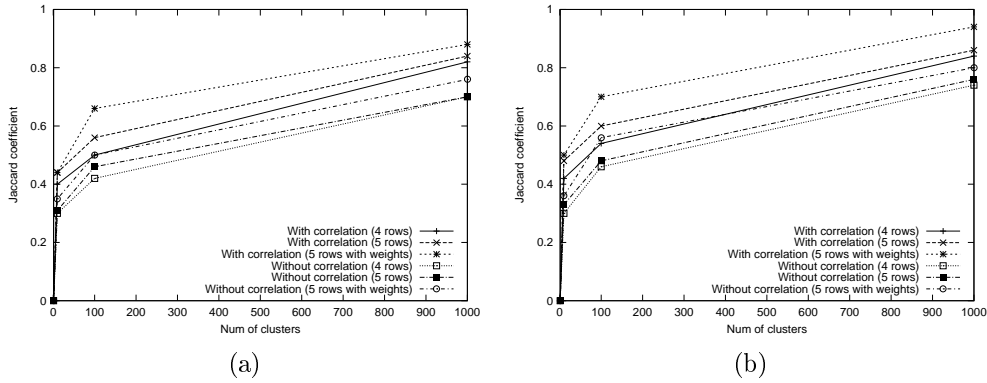 1
0.8
0.6
0.4
0.2
0
Jaccard coefficient
With correlation (4 rows)
With correlation (5 rows)
With correlation (5 rows with weights)
Without correlation (4 rows)
Without correlation (5 rows)
Without correlation (5 rows with weights)
0 100 200 300 400 500 600 700 800 900 1000
Num of clusters
(a)
1
0.8
0.6
0.4
0.2
0
Jaccard coefficient
With correlation (4 rows)
With correlation (5 rows)
With correlation (5 rows with weights)
Without correlation (4 rows)
Without correlation (5 rows)
Without correlation (5 rows with weights)
0 100 200 300 400 500 600 700 800 900 1000
Num of clusters
(b)